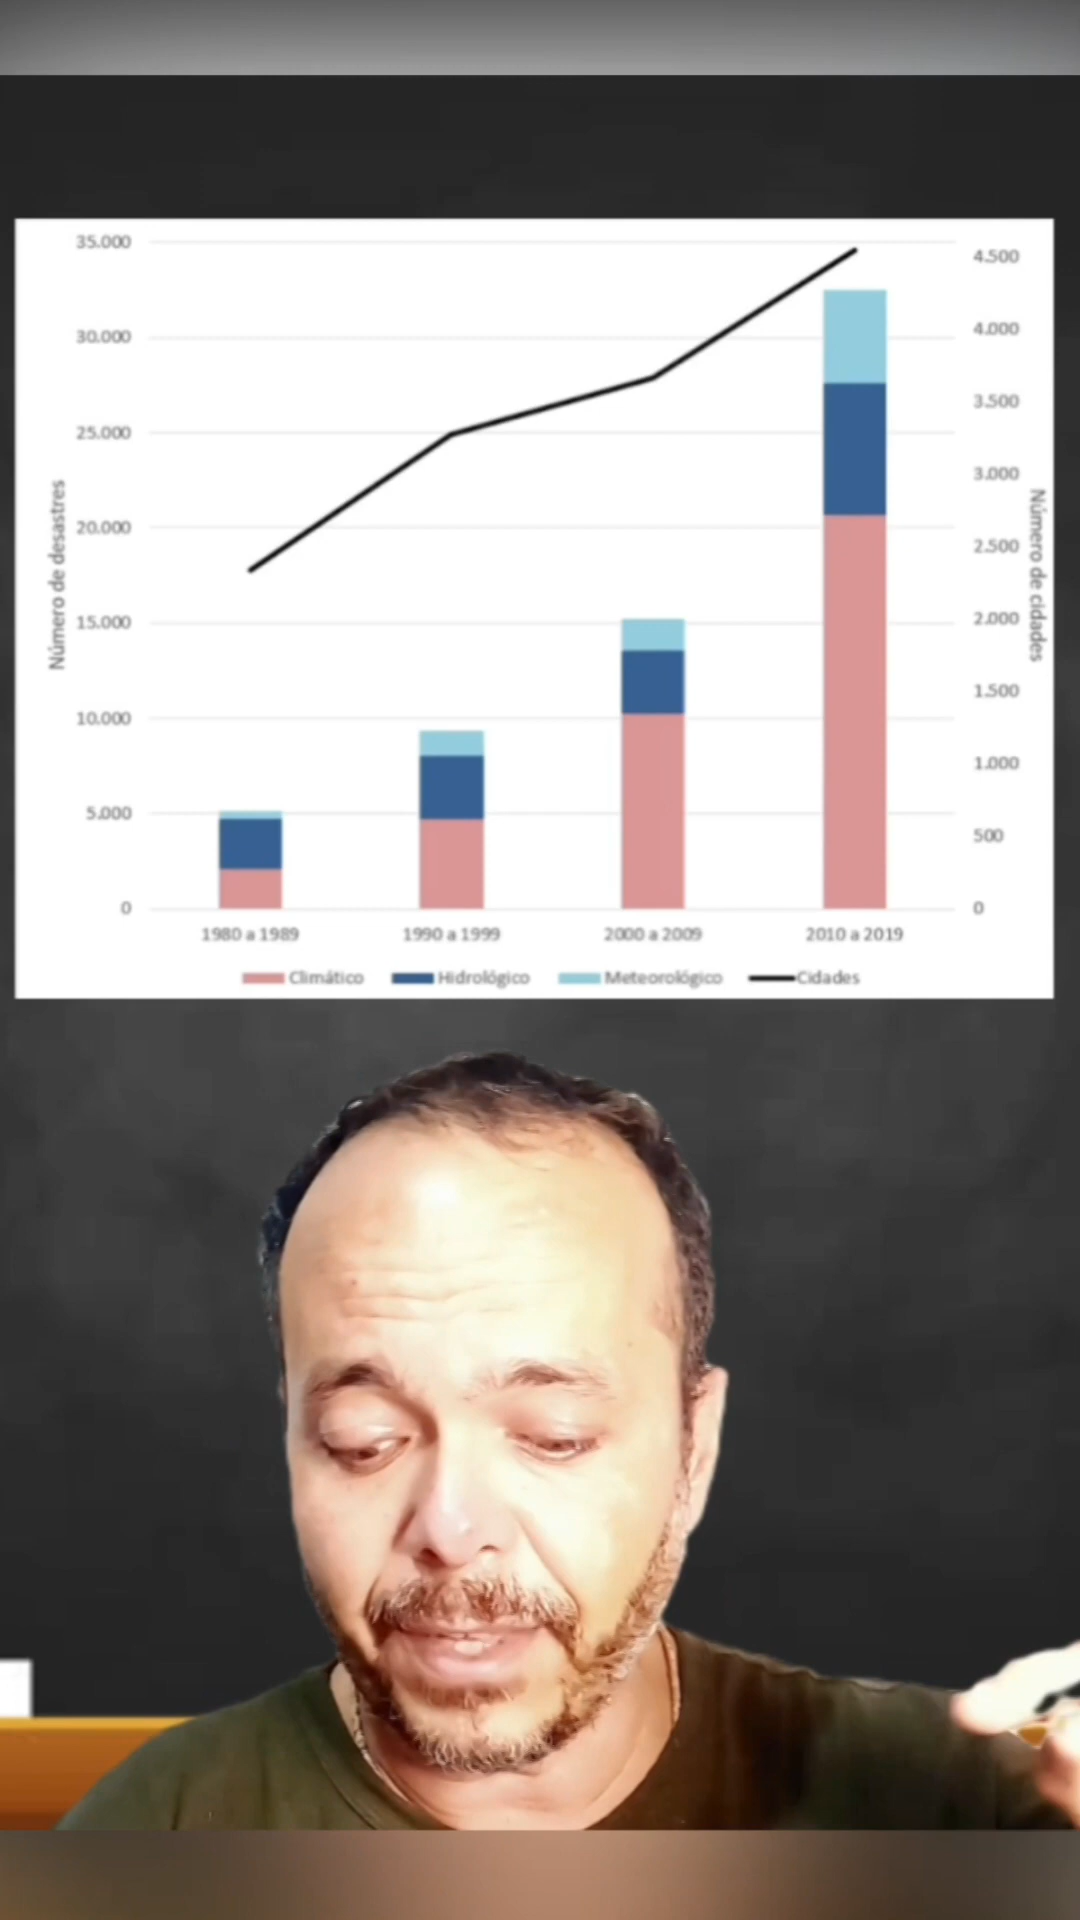 35.000
30.000
25.000
20.000
15.000
10.000
5.000
0
Número de desastres
4.500
4.000
3.500
3.000
2.500
2.000
1.500
1.000
500
0
Número de cidades
1980 a 1989
1990 a 1999
2000 a 2009
2010 a 2019
Climático
Hidrológico
Meteorológico
Cidades